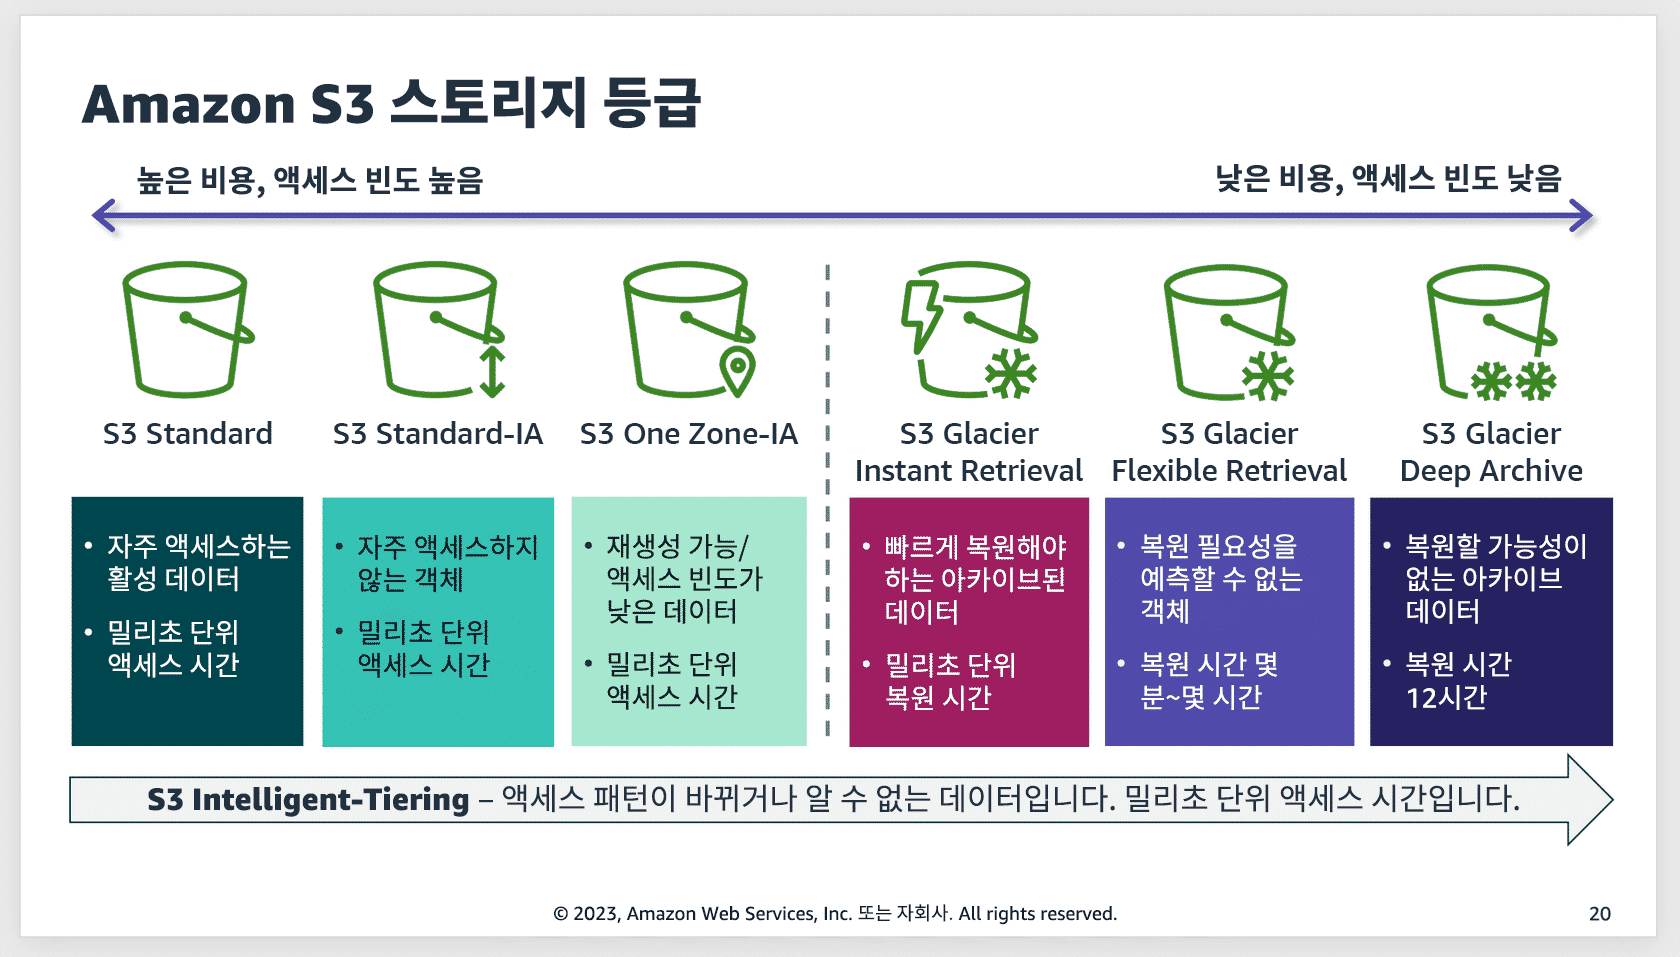 Amazon S3 스토리지 등급
높은 비용, 액세스 빈도 높음
낮은 비용, 액세스 빈도 낮음
S3 Standard
• 자주 액세스하는
활성 데이터
• 밀리초 단위
액세스 시간
S3 Standard-IA
• 자주 액세스하지
않는 객체
• 밀리초 단위
액세스 시간
S3 One Zone-IA
• 재생성 가능/
액세스 빈도가
낮은 데이터
• 밀리초 단위
액세스 시간
S3 Glacier
Instant Retrieval
• 빠르게 복원해야
하는 아카이브된
데이터
• 밀리초 단위
복원 시간
S3 Glacier
Flexible Retrieval
• 복원 필요성을
예측할 수 없는
객체
• 복원 시간 몇
분~몇 시간
S3 Glacier
Deep Archive
• 복원할 가능성이
없는 아카이브
데이터
• 복원 시간
12시간
S3 Intelligent-Tiering – 액세스 패턴이 바뀌거나 알 수 없는 데이터입니다. 밀리초 단위 액세스 시간입니다.
© 2023, Amazon Web Services, Inc. 또는 자회사. All rights reserved.
20